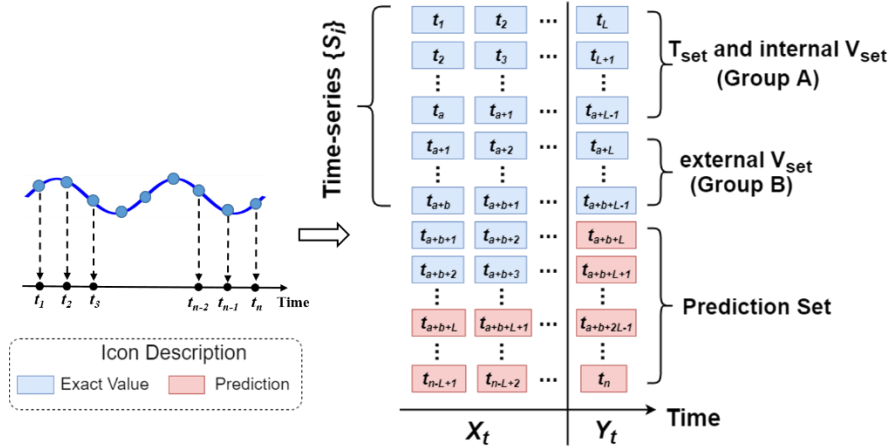 t1 t2 ... tL
t2 t3 ... tL+1
ta ta+1 ... ta+L-1
ta+1 ta+2 ... ta+L
ta+b ta+b+1 ta+b+L-1
ta+b+1 ta+b+2 ... ta+b+L
ta+b+2 ta+b+3 ... ta+b+L+1
ta+b+L ta+b+L+1 ... ta+b+2L-1
tn-L+1 tn-L+2 ... tn
Time-series {Si}
Tset and internal Vset
(Group A)
external Vset
(Group B)
Prediction Set
Xt Yt Time
t1 t2 t3 tn-2 tn-1 tn Time
Icon Description
Exact Value Prediction